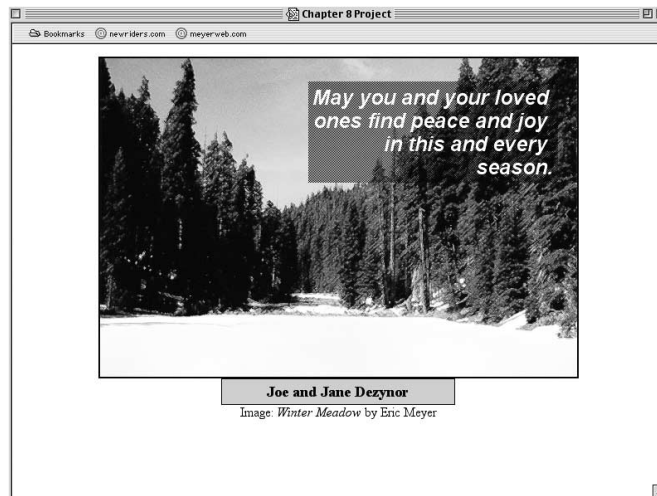 Chapter 8 Project
Bookmarks newriders.com meyerweb.com
May you and your loved
ones find peace and joy
in this and every
season.
Joe and Jane Dezynor
Image: Winter Meadow by Eric Meyer